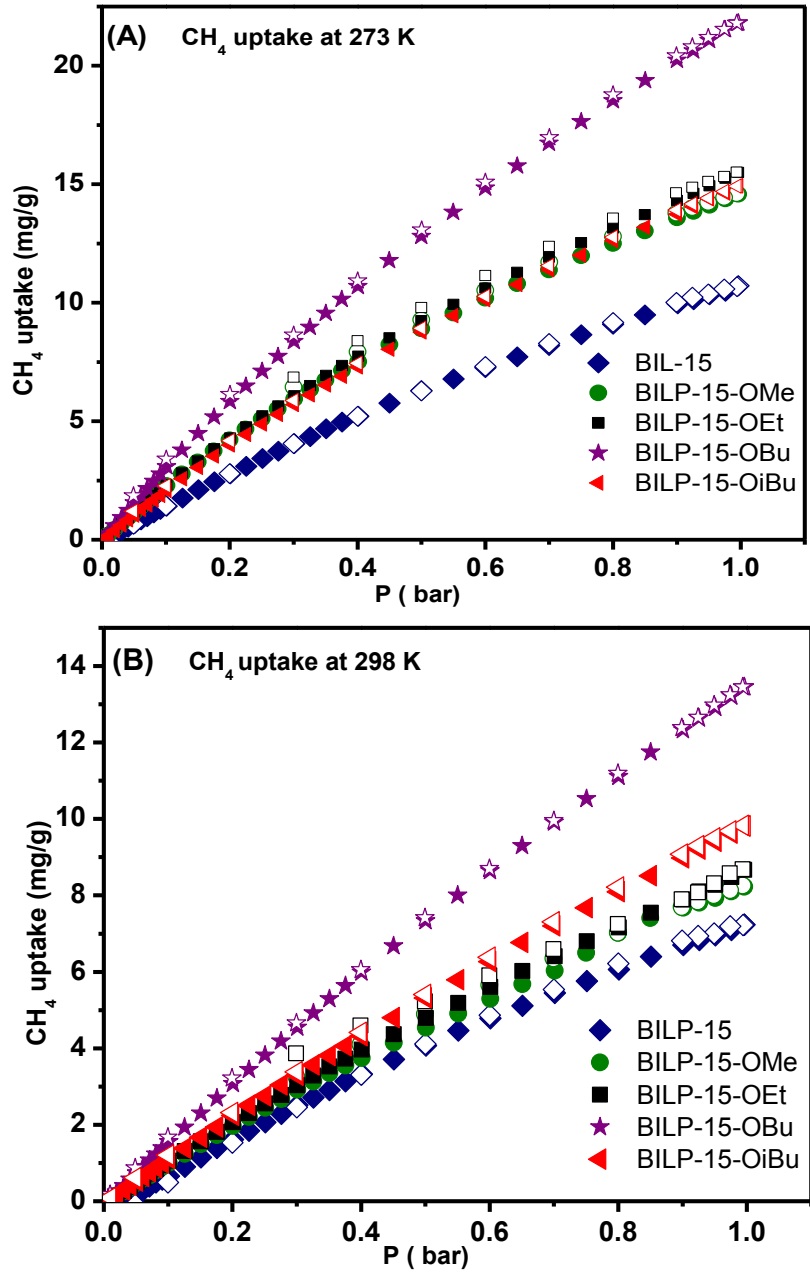 (A) CH4 uptake at 273 K
CH4 uptake (mg/g)
20
15
10
5
0
BIL-15
BILP-15-OMe
BILP-15-OEt
BILP-15-OBu
BILP-15-OiBu
0.0 0.2 0.4 0.6 0.8 1.0
P ( bar)
(B) CH4 uptake at 298 K
CH4 uptake (mg/g)
14
12
10
8
6
4
2
0
BILP-15
BILP-15-OMe
BILP-15-OEt
BILP-15-OBu
BILP-15-OiBu
0.0 0.2 0.4 0.6 0.8 1.0
P ( bar)